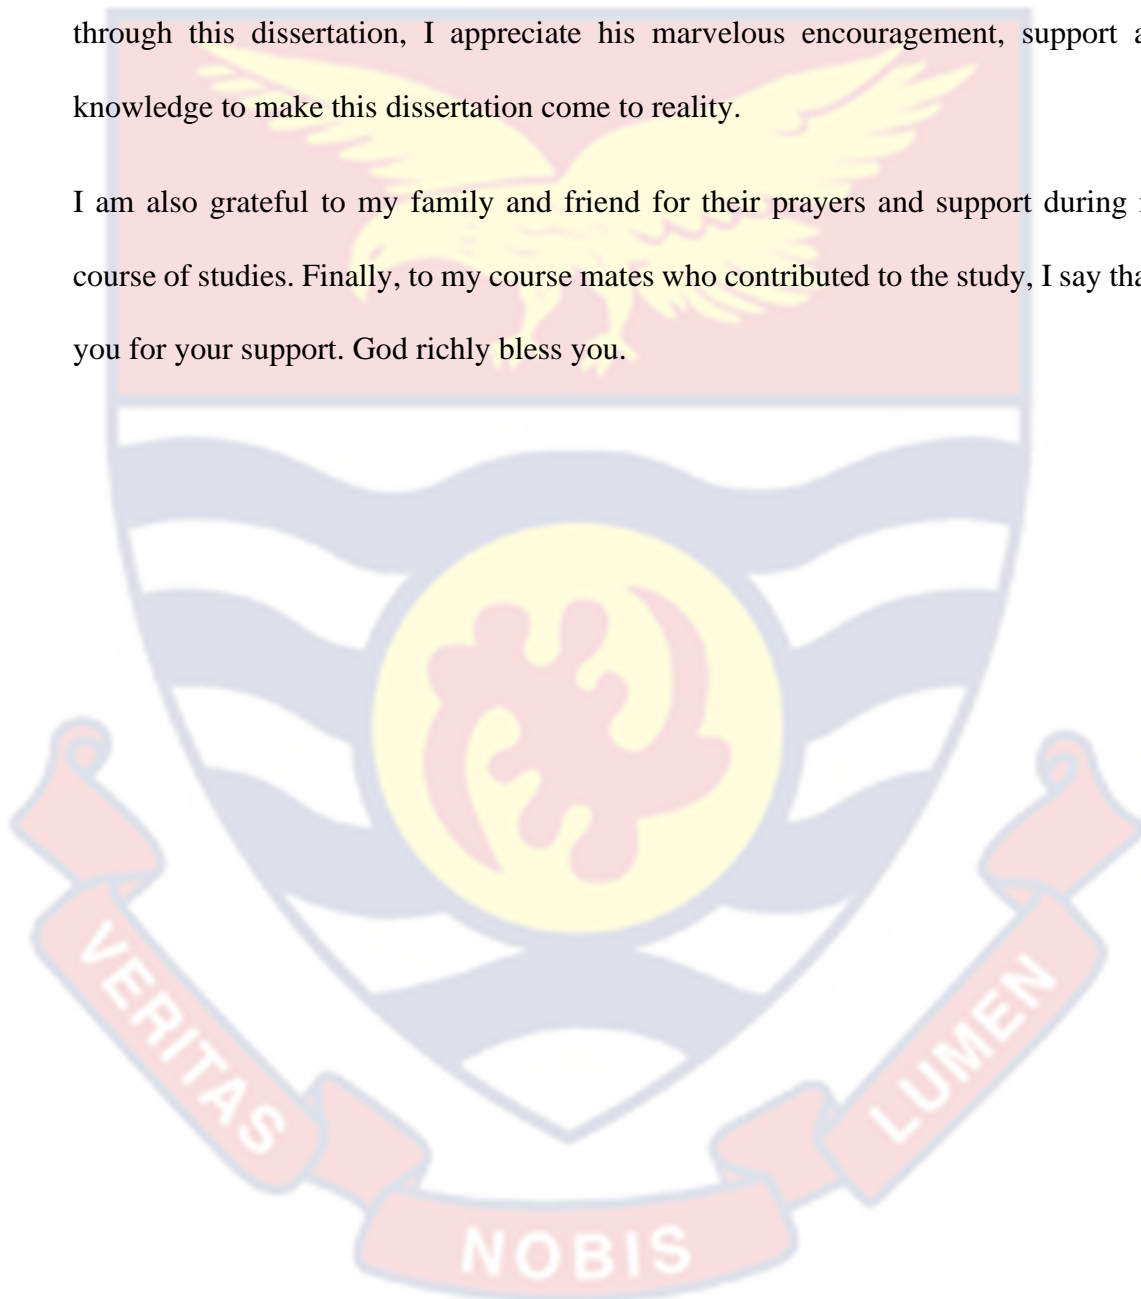 through this dissertation, I appreciate his marvelous encouragement, support
knowledge to make this dissertation come to reality.
I am also grateful to my family and friend for their prayers and support during
course of studies. Finally, to my course mates who contributed to the study, I say
you for your support. God richly bless you.
VERITAS
NOBIS
LUMEN